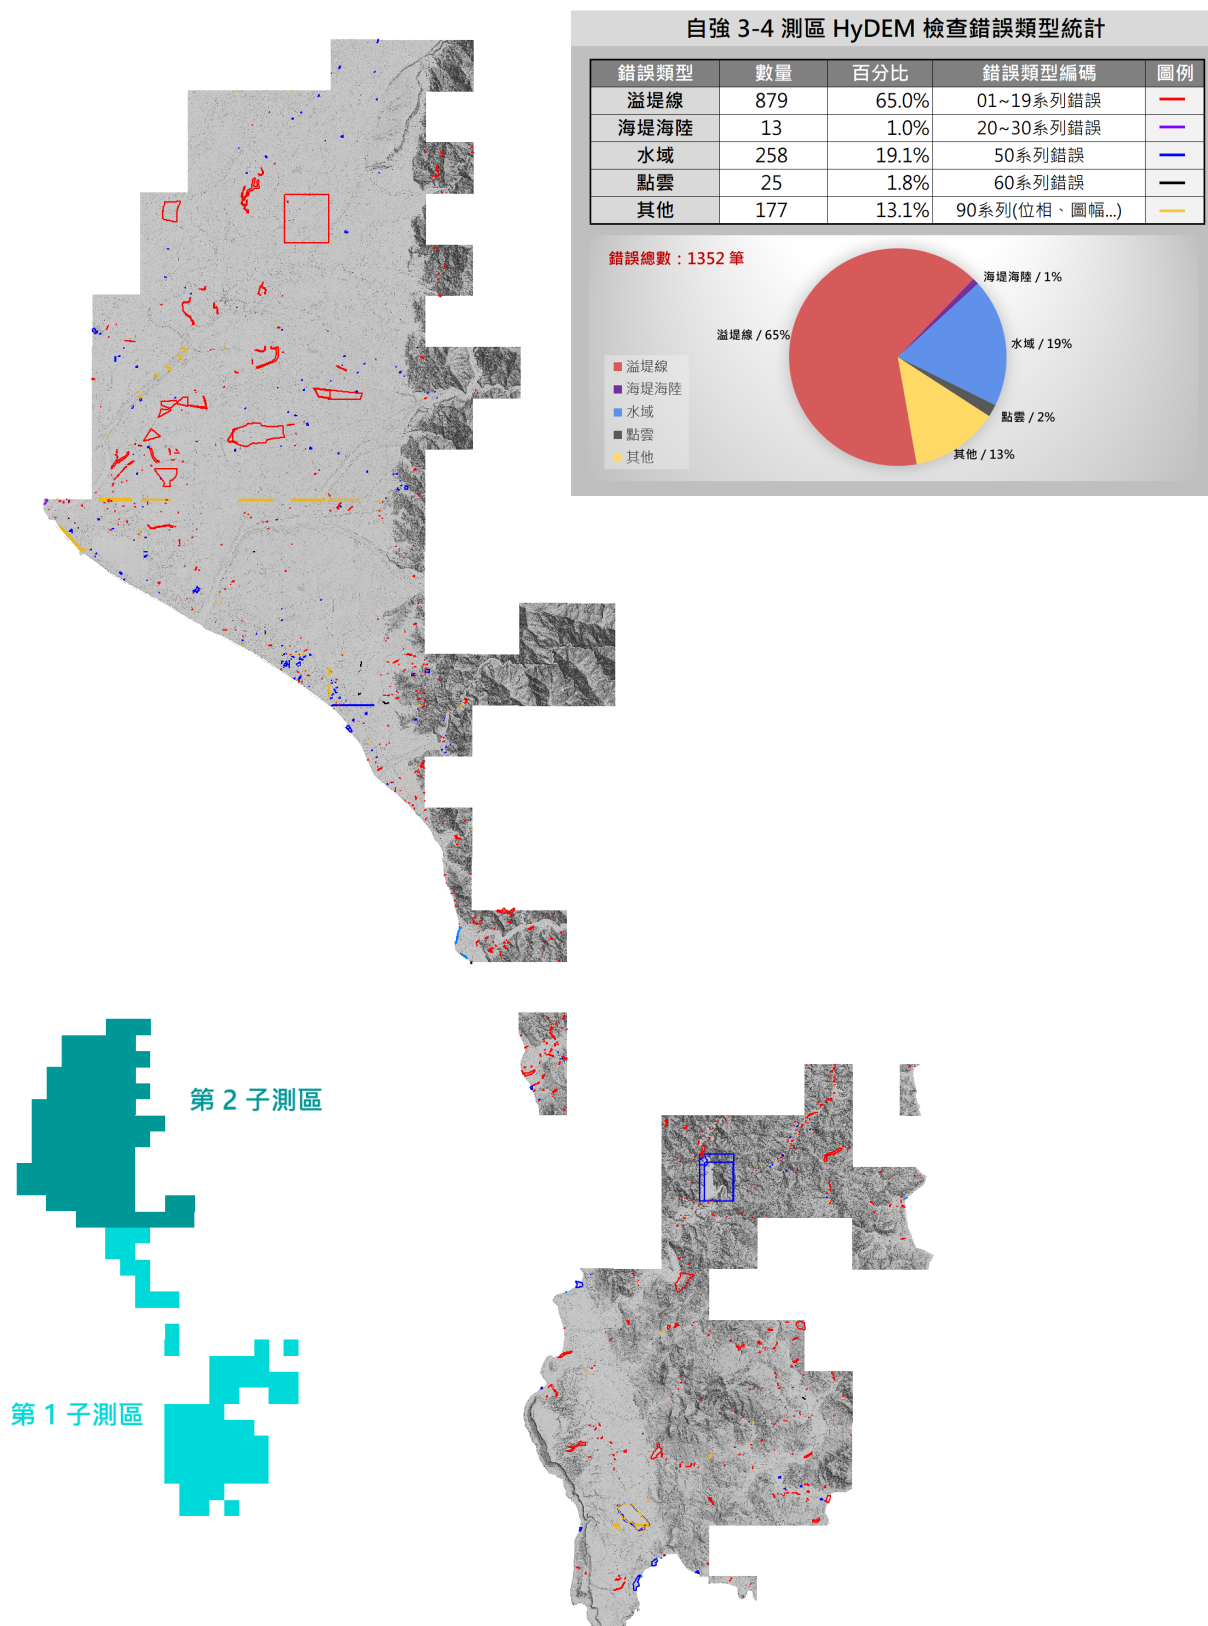 自強 3-4 測區 HyDEM 檢查錯誤類型統計
錯誤類型 數量 百分比 錯誤類型編碼 圖例
溢堤線 879 65.0% 01~19系列錯誤
海堤海陸 13 1.0% 20~30系列錯誤
水域 258 19.1% 50系列錯誤
點雲 25 1.8% 60系列錯誤
其他 177 13.1% 90系列(位相、圖幅...)
錯誤總數：1352 筆
海堤海陸 / 1%
溢堤線 / 65%
水域 / 19%
點雲 / 2%
其他 / 13%
溢堤線
海堤海陸
水域
點雲
其他
第 2 子測區
第 1 子測區